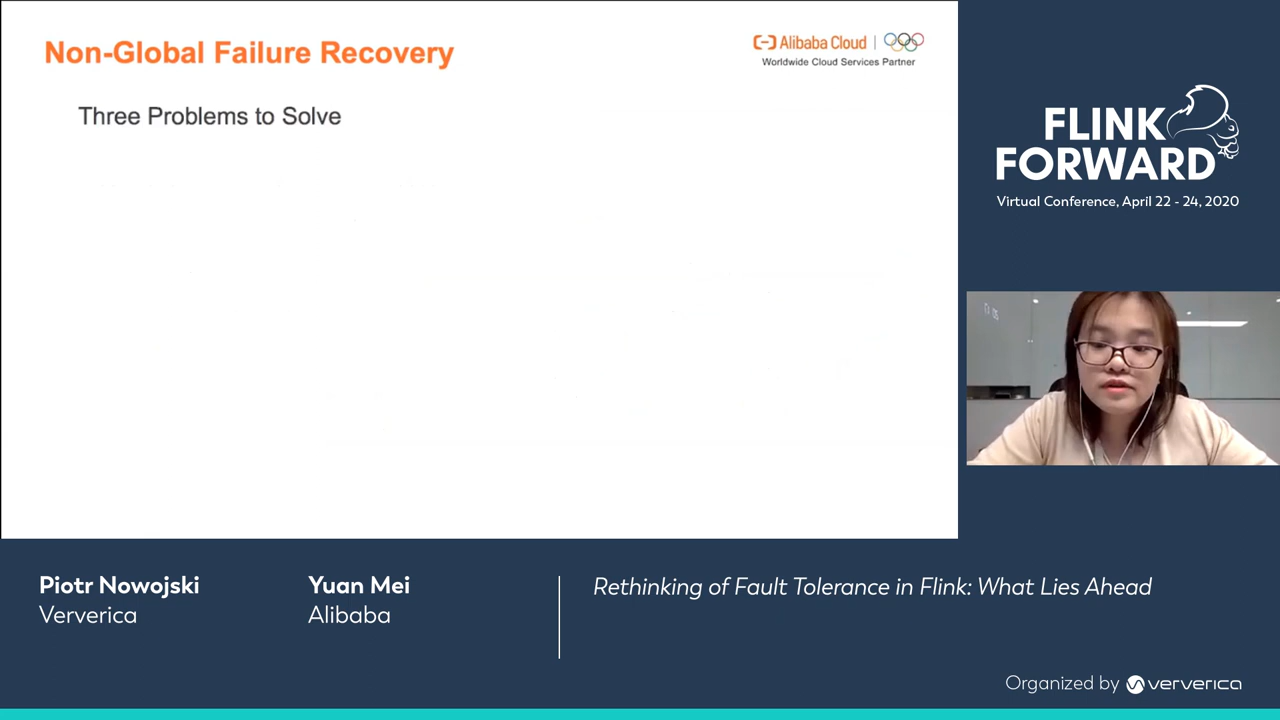 Non-Global Failure Recovery
Alibaba Cloud
Worldwide Cloud Services Partner
Three Problems to Solve
FLINK
FORWARD
Virtual Conference, April 22 - 24, 2020
Piotr Nowojski
Ververica
Yuan Mei
Alibaba
Rethinking of Fault Tolerance in Flink: What Lies Ahead
Organized by ververica